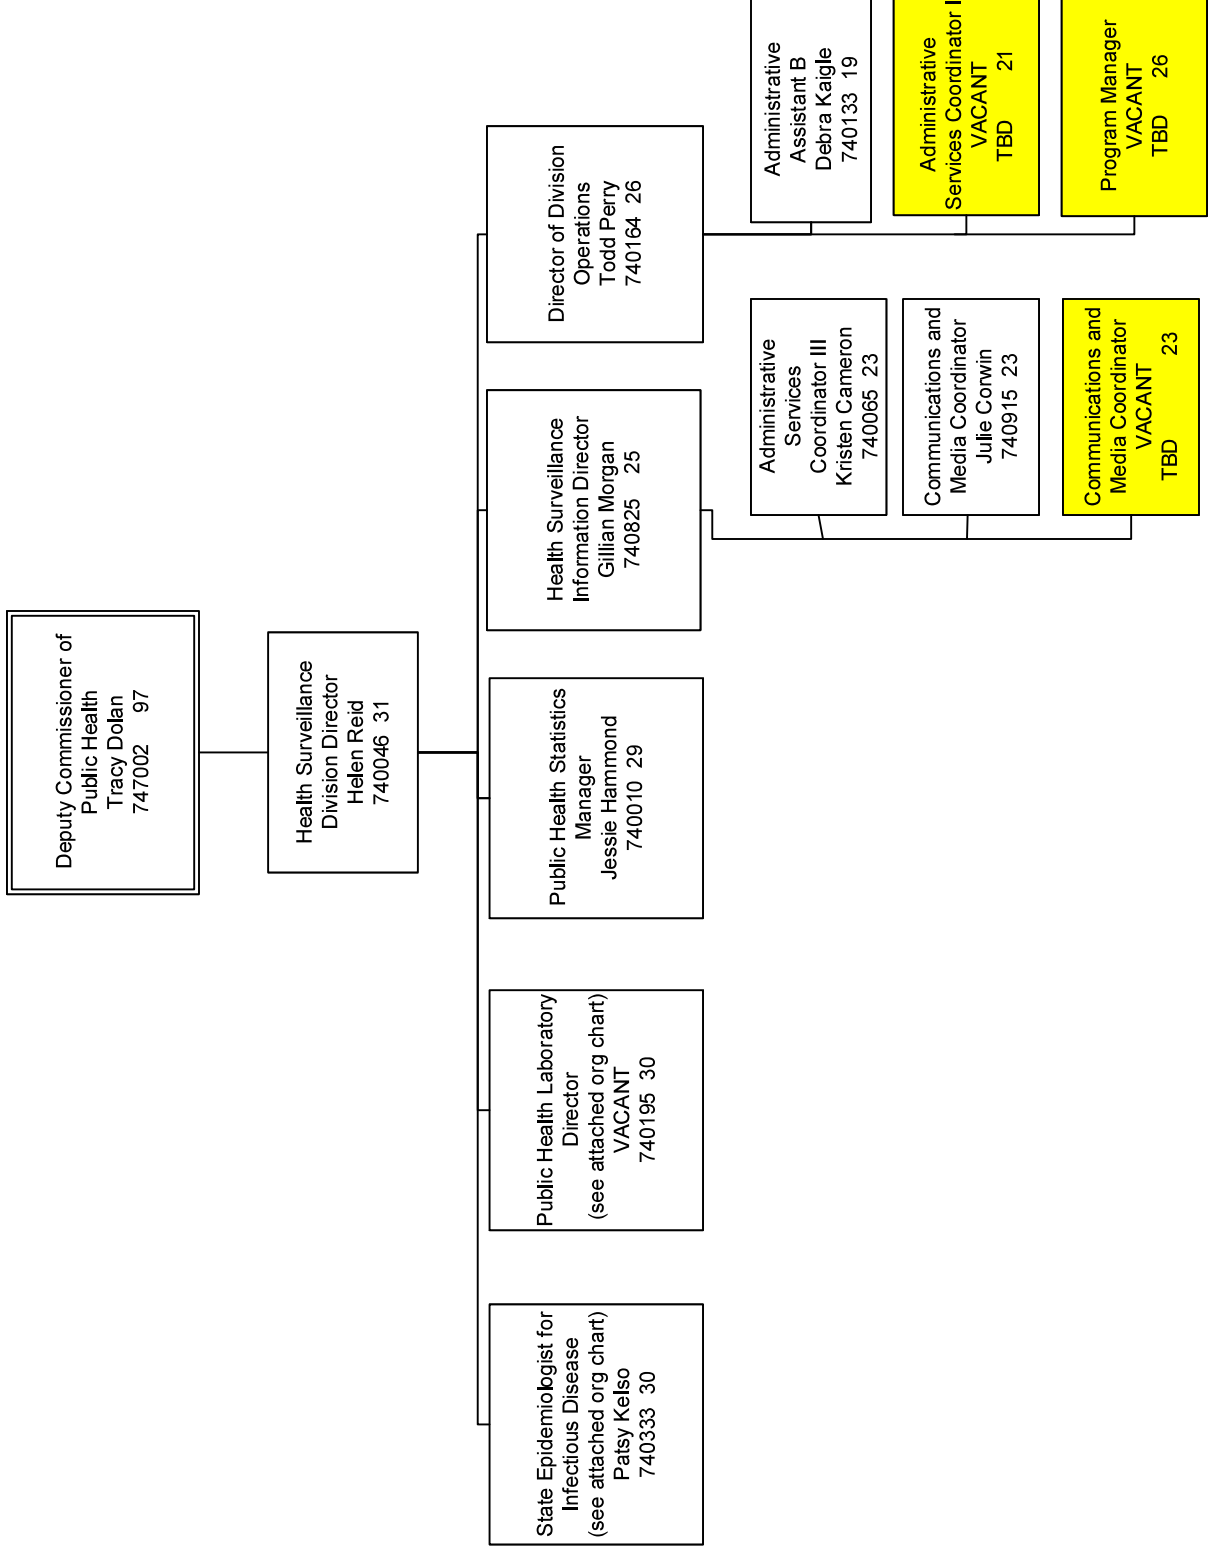 Deputy Commissioner of
Public Health
Tracy Dolan
747002 97
Health Surveillance
Division Director
Helen Reid
740046 31
State Epidemiologist for
Infectious Disease
(see attached org chart)
Patsy Kelso
740333 30
Public Health Laboratory
Director
(see attached org chart)
VACANT
740195 30
Public Health Statistics
Manager
Jessie Hammond
740010 29
Health Surveillance
Information Director
Gillian Morgan
740825 25
Director of Division
Operations
Todd Perry
740164 26
Administrative
Services
Coordinator III
Kristen Cameron
740065 23
Communications and
Media Coordinator
Julie Corwin
740915 23
Communications and
Media Coordinator
VACANT
TBD 23
Administrative
Assistant B
Debra Kaigle
740133 19
Administrative
Services Coordinator
VACANT
TBD 21
Program Manager
VACANT
TBD 26